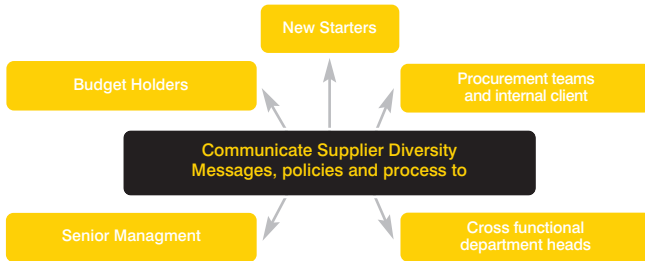 New Starters
Budget Holders
Procurement teams
and internal client
Communicate Supplier Diversity
Messages, policies and process to
Senior Managment
Cross functional
department heads